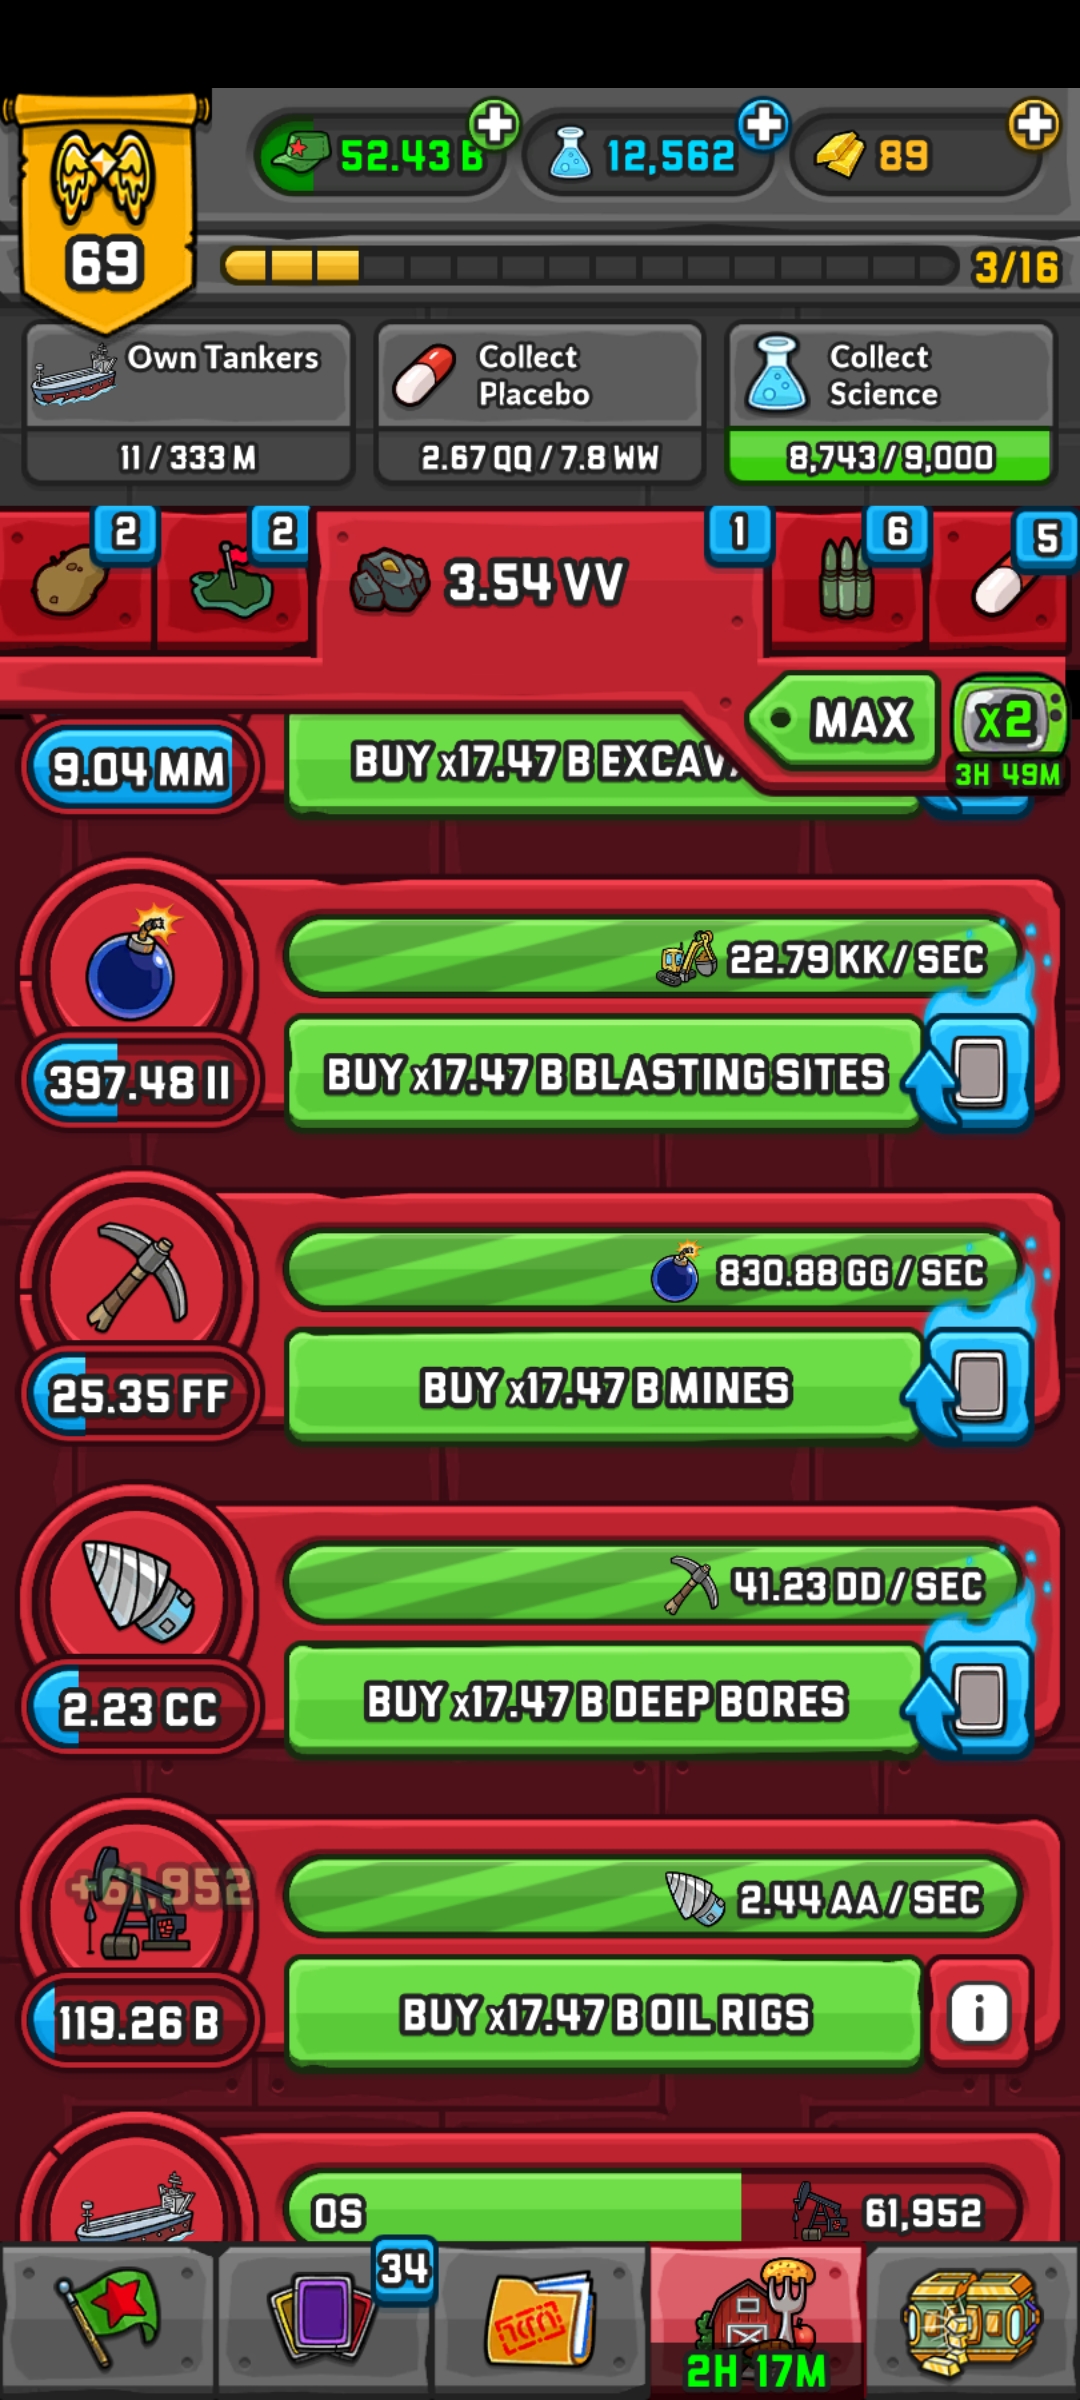 52.43 B
12,562
89
69
3/16
Own Tankers
11 / 333 M
Collect
Placebo
2.67 QQ / 7.8 WW
Collect
Science
8,743 / 9,000
2
2
3.54 VV
1
6
5
MAX
x2
3H 49M
9.04 MM
BUY x17.47 B EXCAV
22.79 KK / SEC
397.48 II
BUY x17.47 B BLASTING SITES
830.88 GG / SEC
25.35 FF
BUY x17.47 B MINES
41.23 DD / SEC
2.23 CC
BUY x17.47 B DEEP BORES
+61,952
2.44 AA / SEC
119.26 B
BUY x17.47 B OIL RIGS
i
0S
61,952
34
2H 17M